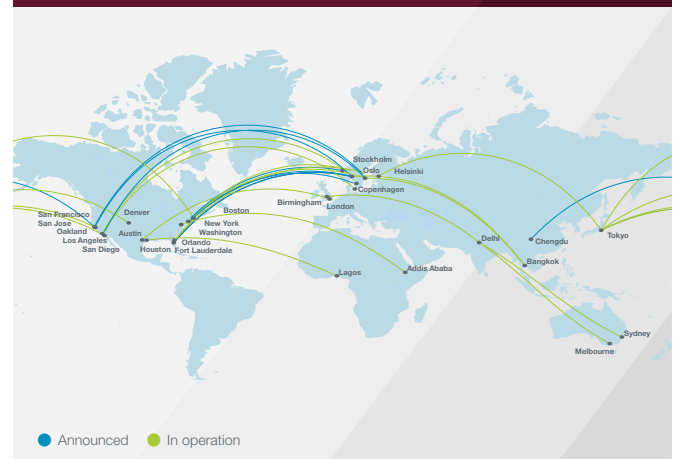 Stockholm
Oslo
Helsinki
Copenhagen
Birmingham
London
San Francisco
San Jose
Oakland
Los Angeles
San Diego
Denver
Austin
Houston
Boston
New York
Washington
Orlando
Fort Lauderdale
Lagos
Addis Ababa
Delhi
Chengdu
Bangkok
Tokyo
Sydney
Melbourne
Announced
In operation